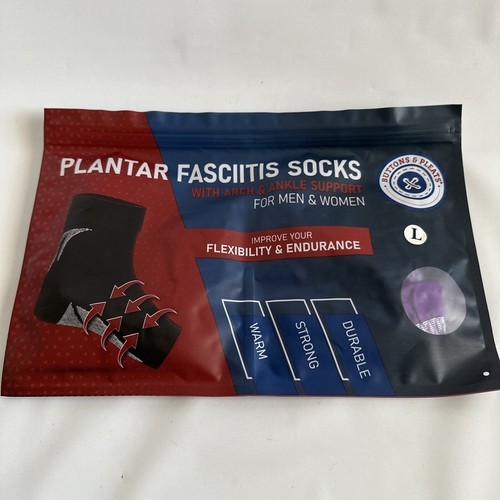 PLANTAR FASCIITIS SOCKS
WITH ARCH & ANKLE SUPPORT
FOR MEN & WOMEN
BUTTONS & PLEATS
L
IMPROVE YOUR
FLEXIBILITY & ENDURANCE
WARM
STRONG
DURABLE